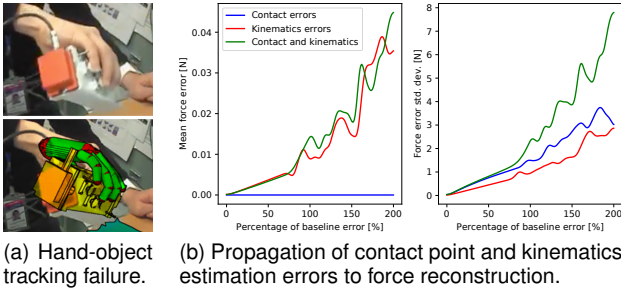 Contact errors
Kinematics errors
Contact and kinematics
Mean force error [N]
0.04
0.03
0.02
0.01
0.00
0 50 100 150 200
Percentage of baseline error [%]
Force error std. dev. [N]
8
7
6
5
4
3
2
1
0
0 50 100 150 200
Percentage of baseline error [%]
(a) Hand-object
tracking failure.
(b) Propagation of contact point and kinematics
estimation errors to force reconstruction.